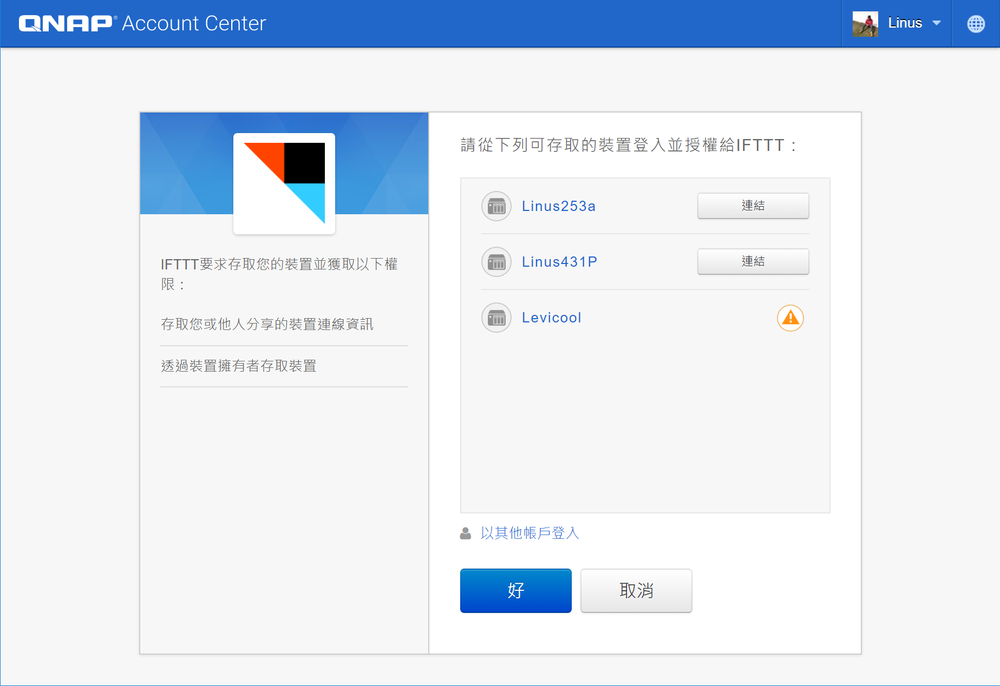 QNAP® Account Center
Linus
IFTTT要求存取您的裝置並獲取以下權
限：
存取您或他人分享的裝置連線資訊
透過裝置擁有者存取裝置
請從下列可存取的裝置登入並授權給IFTTT：
Linus253a
連結
Linus431P
連結
Levicool
以其他帳戶登入
好
取消